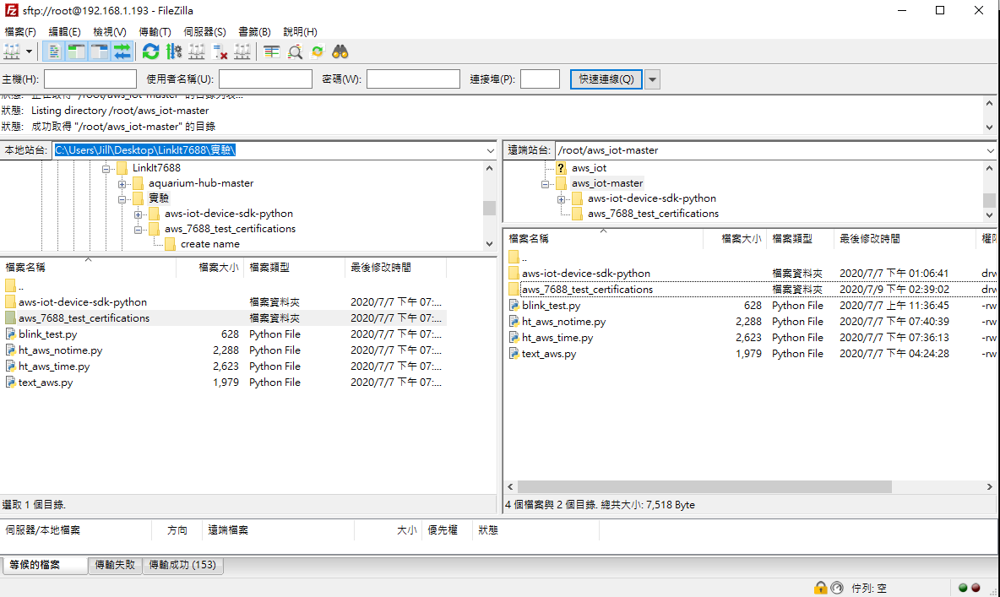 sftp://root@192.168.1.193 - FileZilla
檔案(F) 編輯(E) 檢視(V) 傳輸(T) 伺服器(S) 書籤(B) 說明(H)
主機(H): 使用者名稱(U): 密碼(W): 連接埠(P): 快速連線(Q)
狀態: 正在取得 "/root/aws_iot-master" 的目錄列表...
狀態: Listing directory /root/aws_iot-master
狀態: 成功取得 "/root/aws_iot-master" 的目錄
本地站台: C:\Users\Jill\Desktop\LinkIt7688\實驗\
LinkIt7688
aquarium-hub-master
實驗
aws-iot-device-sdk-python
aws_7688_test_certifications
create name
檔案名稱 檔案大小 檔案類型 最後修改時間
..
aws-iot-device-sdk-python 檔案資料夾 2020/7/7 下午 07:...
aws_7688_test_certifications 檔案資料夾 2020/7/7 下午 07:...
blink_test.py 628 Python File 2020/7/7 下午 07:...
ht_aws_notime.py 2,288 Python File 2020/7/7 下午 07:...
ht_aws_time.py 2,623 Python File 2020/7/7 下午 07:...
text_aws.py 1,979 Python File 2020/7/7 下午 07:...
選取 1 個目錄.
遠端站台: /root/aws_iot-master
? aws_iot
aws_iot-master
aws-iot-device-sdk-python
aws_7688_test_certifications
檔案名稱 檔案大小 檔案類型 最後修改時間 權限
..
aws-iot-device-sdk-python 檔案資料夾 2020/7/7 下午 01:06:41 drw
aws_7688_test_certifications 檔案資料夾 2020/7/9 下午 02:39:02 drw
blink_test.py 628 Python File 2020/7/7 上午 11:36:45 -rw
ht_aws_notime.py 2,288 Python File 2020/7/7 下午 07:40:39 -rw
ht_aws_time.py 2,623 Python File 2020/7/7 下午 07:36:13 -rw
text_aws.py 1,979 Python File 2020/7/7 下午 04:24:28 -rw
4 個檔案與 2 個目錄. 總共大小: 7,518 Byte
伺服器/本地檔案 方向 遠端檔案 大小 優先權 狀態
等候的檔案 傳輸失敗 傳輸成功 (153)
佇列: 空